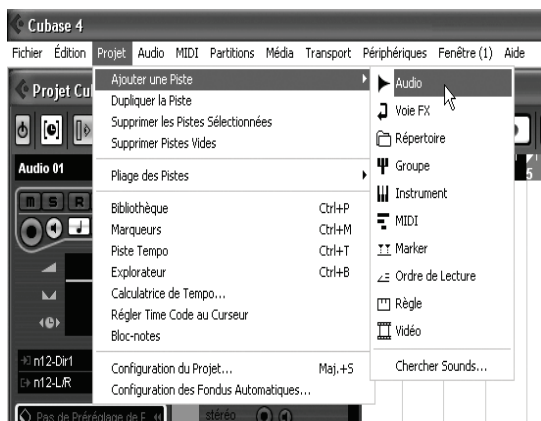 Cubase 4
Fichier Édition Projet Audio MIDI Partitions Média Transport Périphériques Fenêtre (1) Aide
Projet Cu
Ajouter une Piste
Dupliquer la Piste
Supprimer les Pistes Sélectionnées
Supprimer Pistes Vides
Pliage des Pistes
Bibliothèque Ctrl+P
Marqueurs Ctrl+M
Piste Tempo Ctrl+T
Explorateur Ctrl+B
Calculatrice de Tempo...
Régler Time Code au Curseur
Bloc-notes
Configuration du Projet... Maj.+S
Configuration des Fondus Automatiques...
Audio
Voie FX
Répertoire
Groupe
Instrument
MIDI
Marker
Ordre de Lecture
Règle
Vidéo
Chercher Sounds...
5
Audio 01
m S R
n12-Dir1
n12-L/R
Pas de Préréglage de F
stéréo